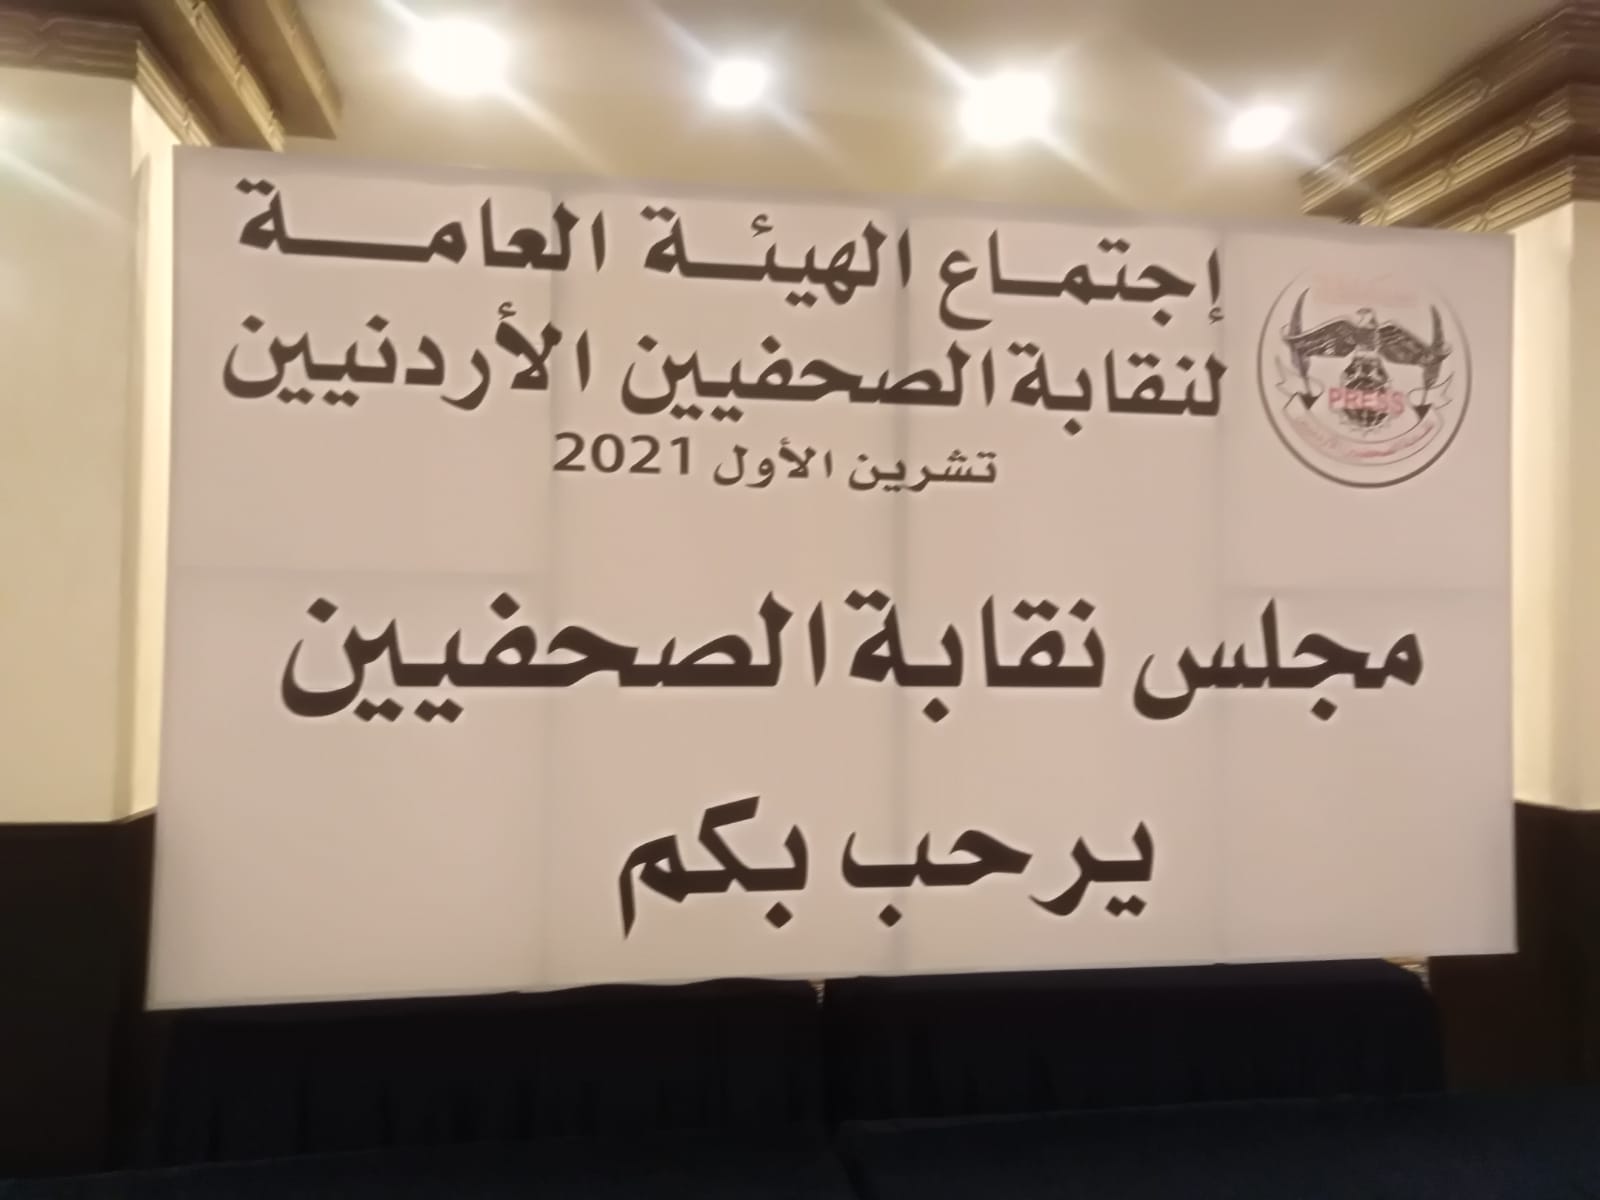 إجتماع الهيئة العامة
لنقابة الصحفيين الأردنيين
تشرين الأول 2021
PRESS
مجلس نقابة الصحفيين
يرحب بكم